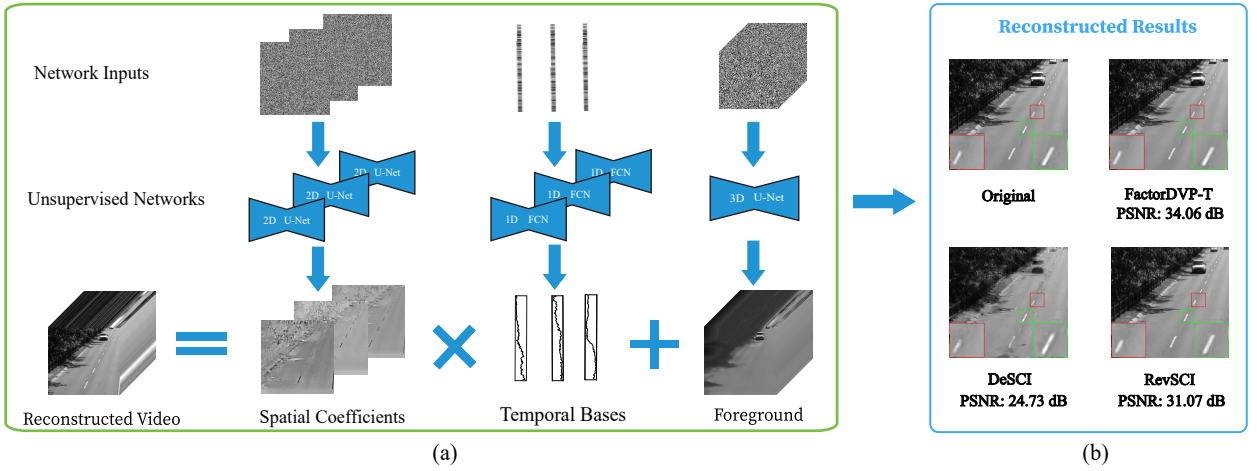 Network Inputs
Unsupervised Networks
2D U-Net
2D U-Net
2D U-Net
1D FCN
1D FCN
1D FCN
3D U-Net
Reconstructed Video
Spatial Coefficients
Temporal Bases
Foreground
(a)
Reconstructed Results
Original
FactorDVP-T
PSNR: 34.06 dB
DeSCI
PSNR: 24.73 dB
RevSCI
PSNR: 31.07 dB
(b)